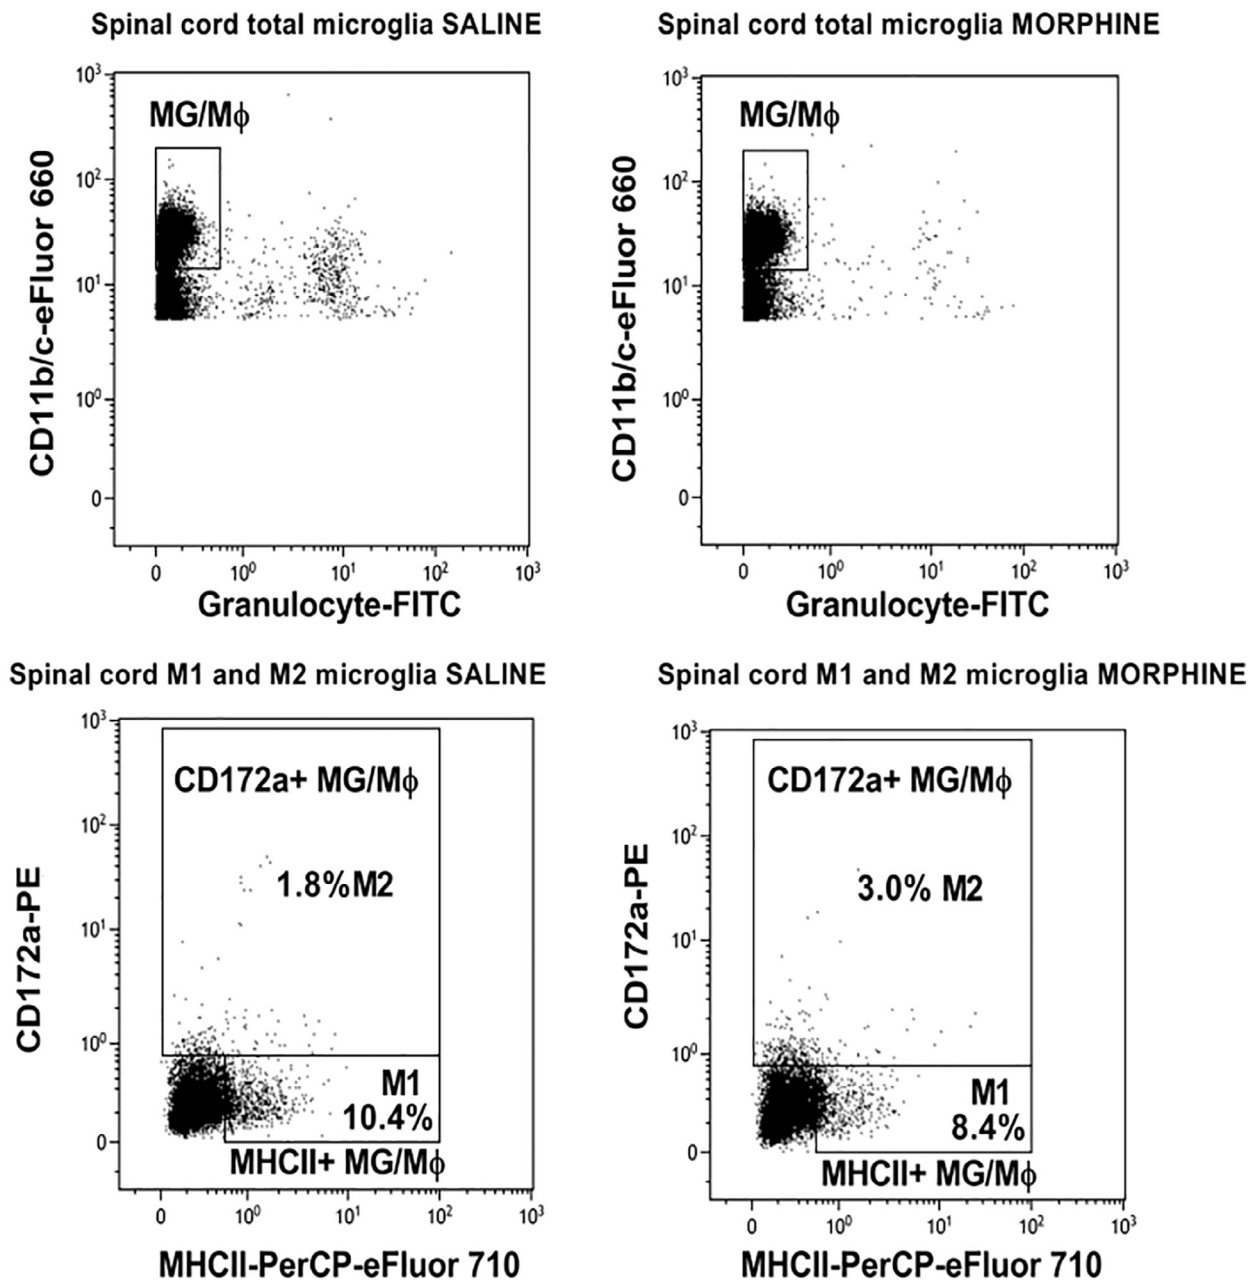 Spinal cord total microglia SALINE
10³
MG/Mϕ
10²
10¹
10⁰
0
CD11b/c-eFluor 660
0 10⁰ 10¹ 10² 10³
Granulocyte-FITC
Spinal cord total microglia MORPHINE
10³
MG/Mϕ
10²
10¹
10⁰
0
CD11b/c-eFluor 660
0 10⁰ 10¹ 10² 10³
Granulocyte-FITC
Spinal cord M1 and M2 microglia SALINE
10³
CD172a+ MG/Mϕ
10²
1.8%M2
10¹
10⁰
M1
10.4%
0
MHCII+ MG/Mϕ
CD172a-PE
0 10⁰ 10¹ 10² 10³
MHCII-PerCP-eFluor 710
Spinal cord M1 and M2 microglia MORPHINE
10³
CD172a+ MG/Mϕ
10²
3.0% M2
10¹
10⁰
M1
8.4%
0
MHCII+ MG/Mϕ
CD172a-PE
0 10⁰ 10¹ 10² 10³
MHCII-PerCP-eFluor 710